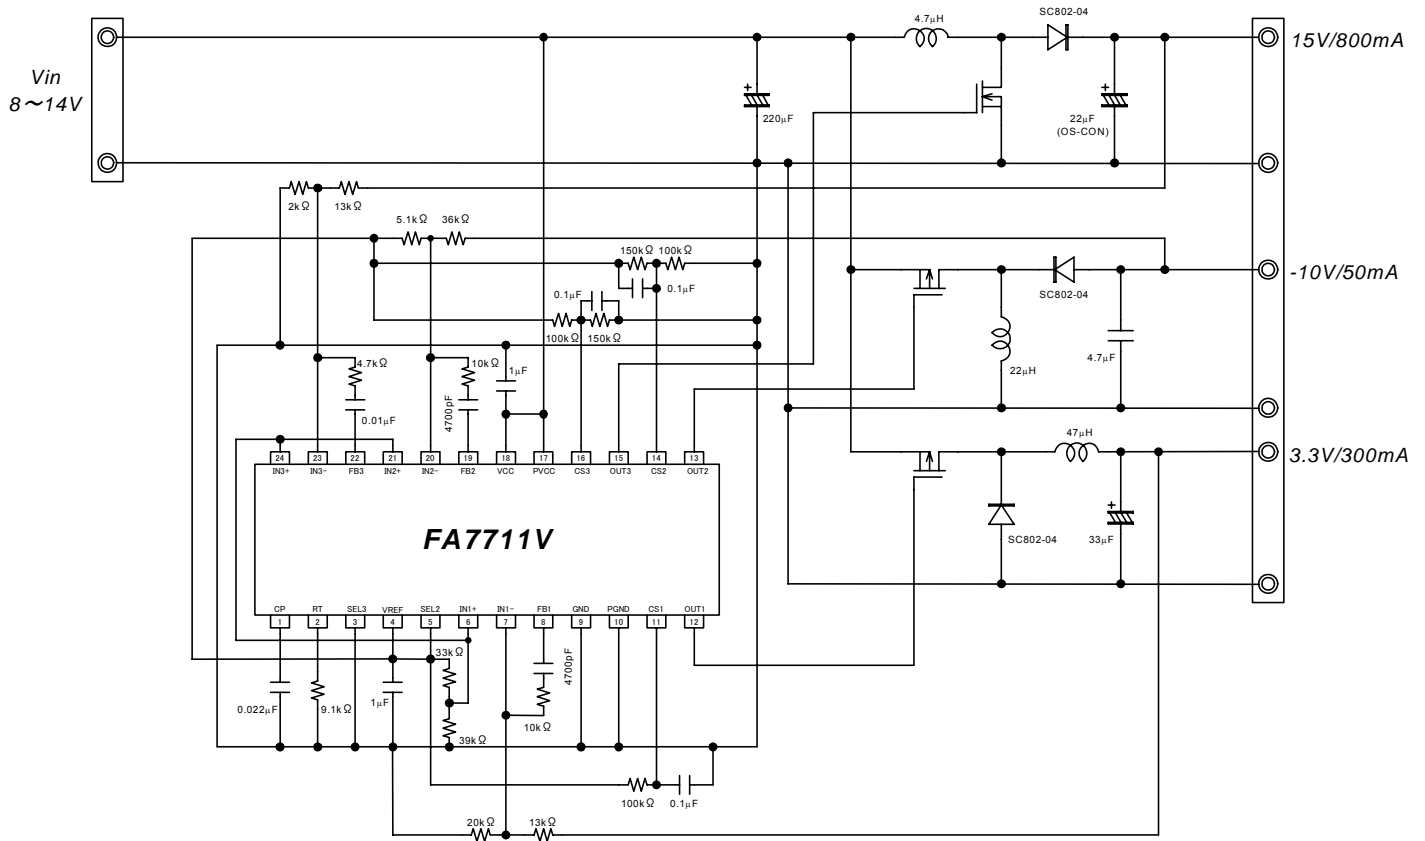 SC802-04
4.7μH
15V/800mA
Vin
8～14V
+
220μF
+
22μF
(OS-CON)
2kΩ
13kΩ
5.1kΩ
36kΩ
150kΩ
100kΩ
0.1μF
0.1μF
-10V/50mA
SC802-04
100kΩ
150kΩ
4.7kΩ
10kΩ
1μF
22μH
4.7μF
0.01μF
4700pF
47μH
3.3V/300mA
24 23 22 21 20 19 18 17 16 15 14 13
IN3+ IN3- FB3 IN2+ IN2- FB2 VCC PVCC CS3 OUT3 CS2 OUT2
FA7711V
+
SC802-04
33μF
CP RT SEL3 VREF SEL2 IN1+ IN1- FB1 GND PGND CS1 OUT1
1 2 3 4 5 6 7 8 9 10 11 12
33kΩ
4700pF
0.022μF
9.1kΩ
1μF
10kΩ
39kΩ
100kΩ
0.1μF
20kΩ
13kΩ